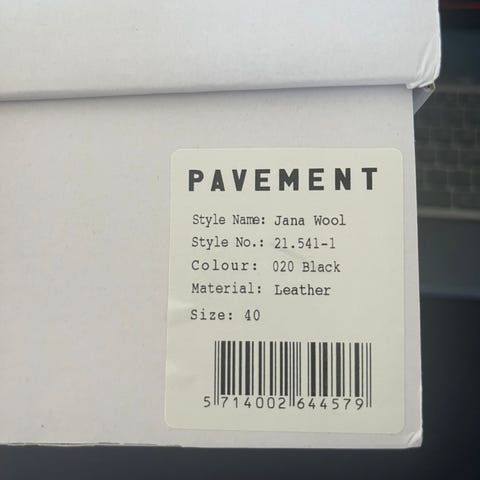 PAVEMENT
Style Name: Jana Wool
Style No.: 21.541-1
Colour: 020 Black
Material: Leather
Size: 40
5 714002 644579